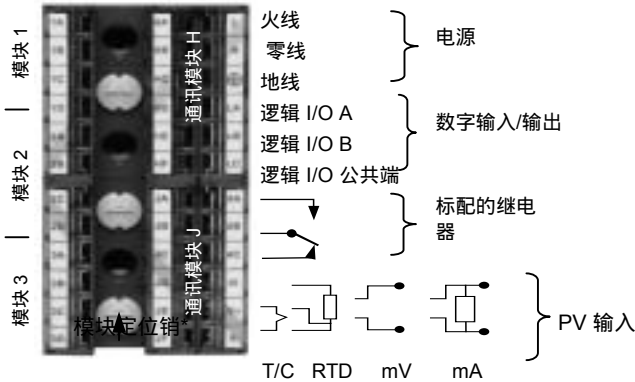 模块 1
模块 2
模块 3
通讯模块 H
通讯模块 J
模块定位销*
火线
零线
地线
逻辑 I/O A
逻辑 I/O B
逻辑 I/O 公共端
电源
数字输入/输出
标配的继电
器
PV 输入
T/C RTD mV mA